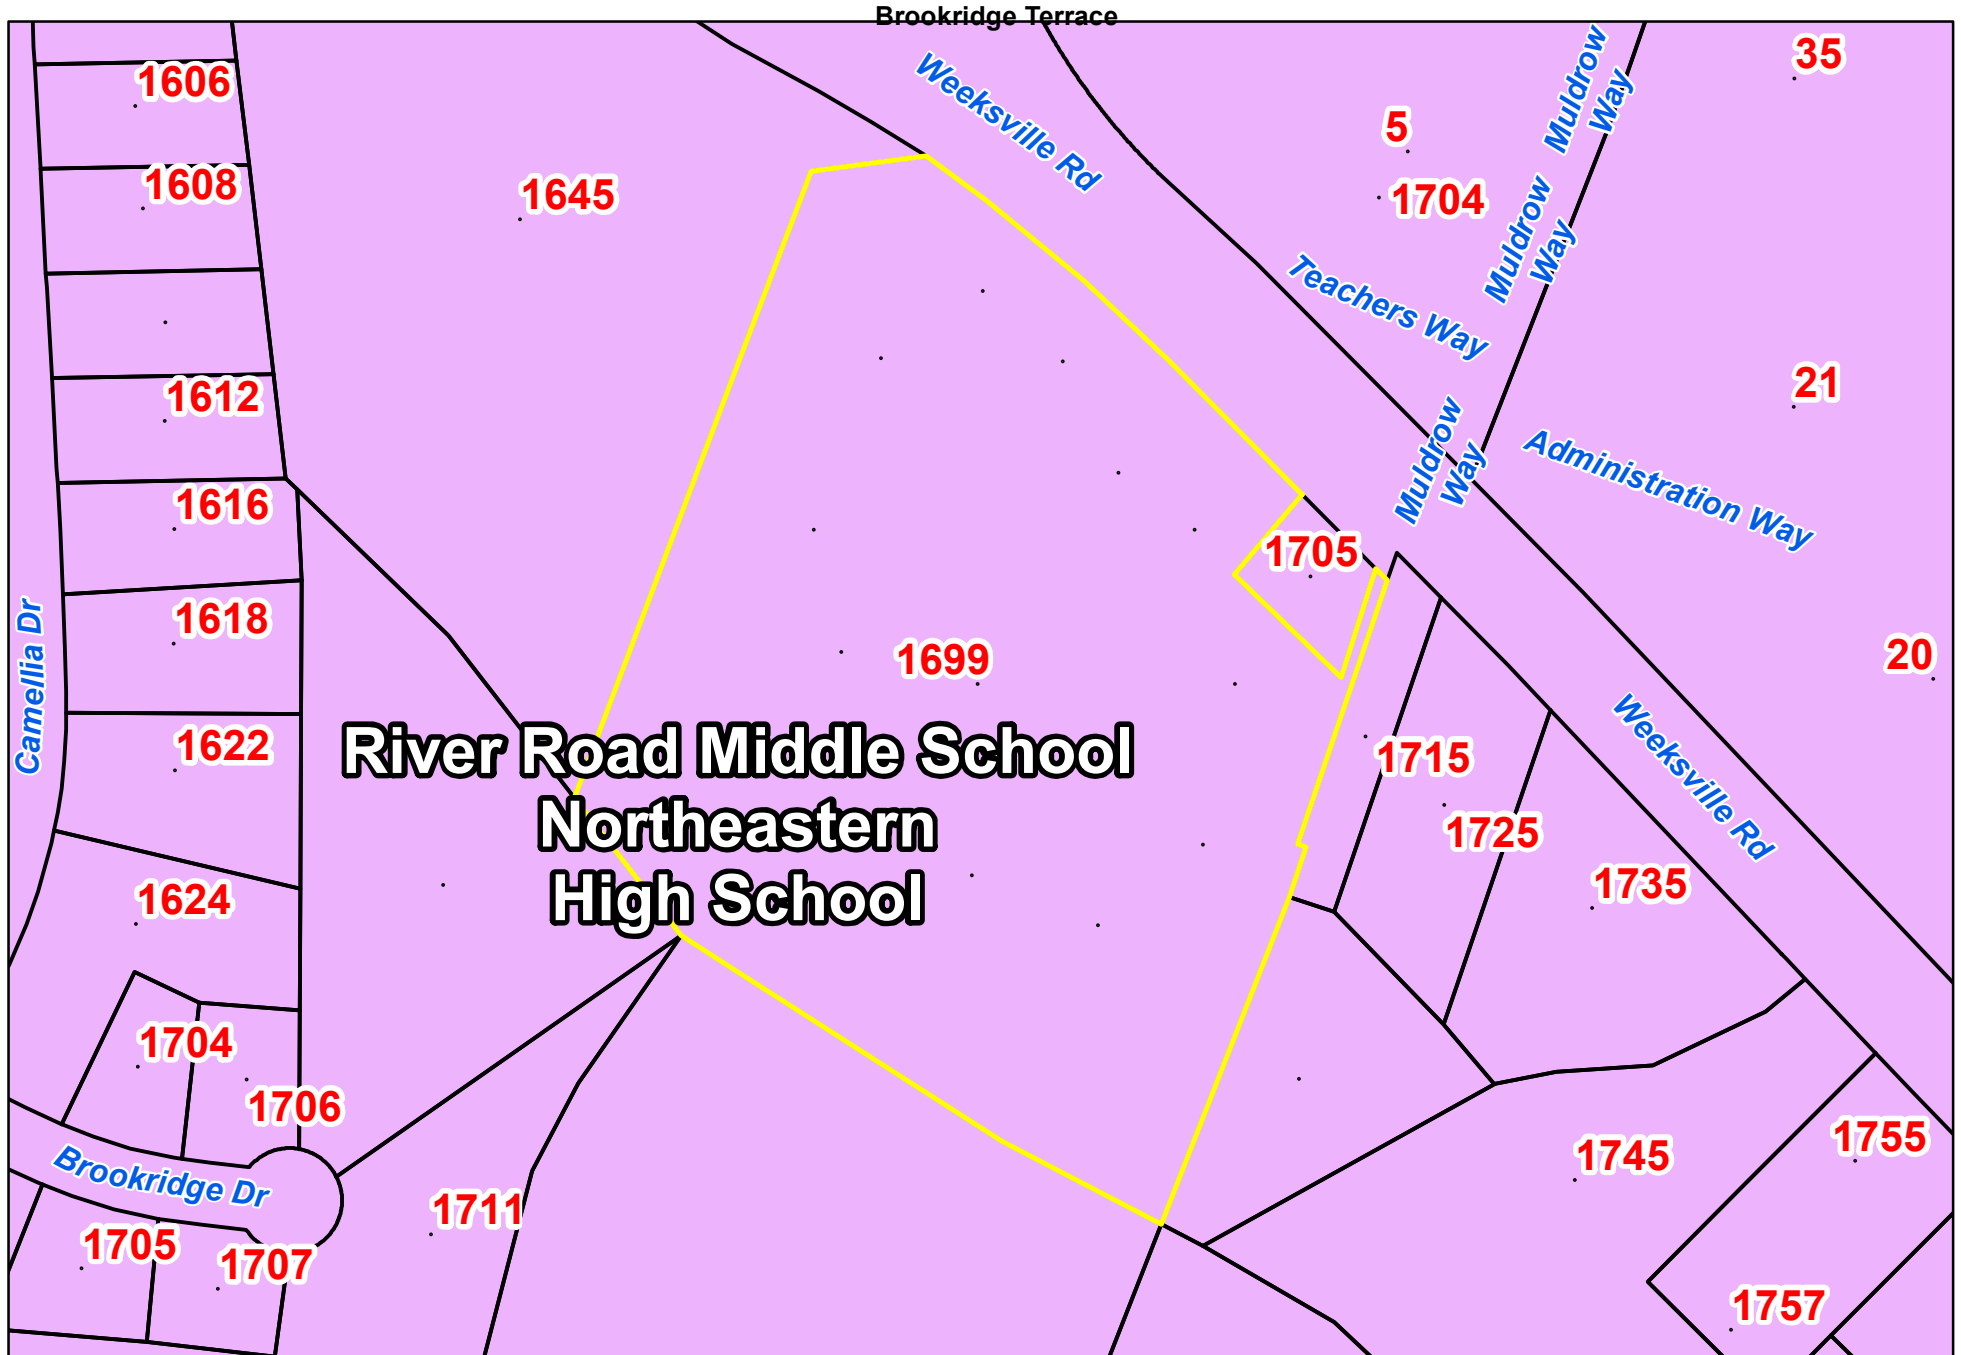 Brookridge Terrace
35
1606
Weeksville Rd
Muldrow
Way
5
1608
1645
1704
Muldrow
Way
Teachers Way
1612
21
Muldrow
Way
Administration Way
1616
1705
1618
Camellia Dr
1699
20
1622
1715
Weeksville Rd
River Road Middle School
Northeastern
High School
1725
1735
1624
1704
1706
1755
1745
Brookridge Dr
1711
1705
1707
1757